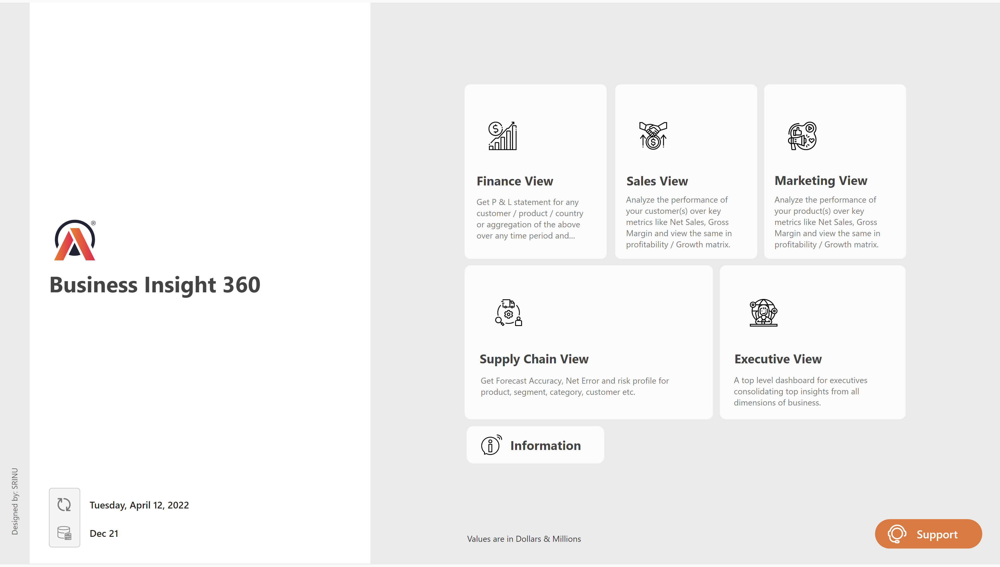 ®
Business Insight 360
Designed by: SRINU
Tuesday, April 12, 2022
Dec 21
Finance View
Get P & L statement for any
customer / product / country
or aggregation of the above
over any time period and...
Sales View
Analyze the performance of
your customer(s) over key
metrics like Net Sales, Gross
Margin and view the same in
profitability / Growth matrix.
Marketing View
Analyze the performance of
your product(s) over key
metrics like Net Sales, Gross
Margin and view the same in
profitability / Growth matrix.
Supply Chain View
Get Forecast Accuracy, Net Error and risk profile for
product, segment, category, customer etc.
Executive View
A top level dashboard for executives
consolidating top insights from all
dimensions of business.
Information
Values are in Dollars & Millions
Support